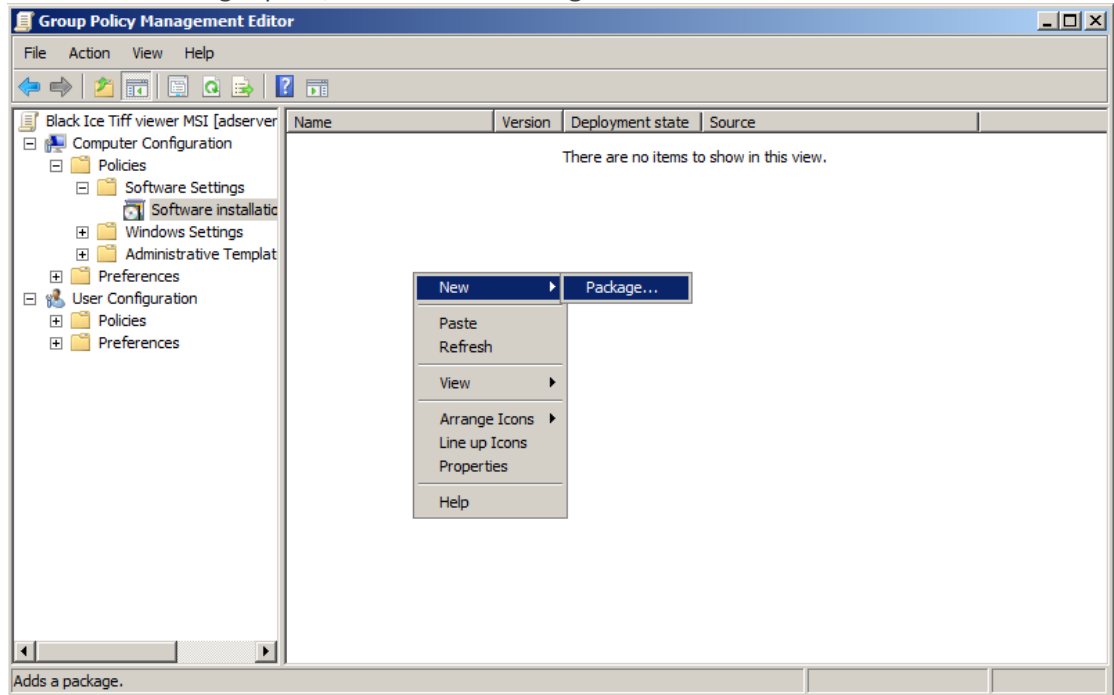 Group Policy Management Editor
File Action View Help
Black Ice Tiff viewer MSI [adserver
Name Version Deployment state Source
Computer Configuration
There are no items to show in this view.
Policies
Software Settings
Software installatio
Windows Settings
Administrative Templat
Preferences
User Configuration
Policies
Preferences
New
Package...
Paste
Refresh
View
Arrange Icons
Line up Icons
Properties
Help
Adds a package.